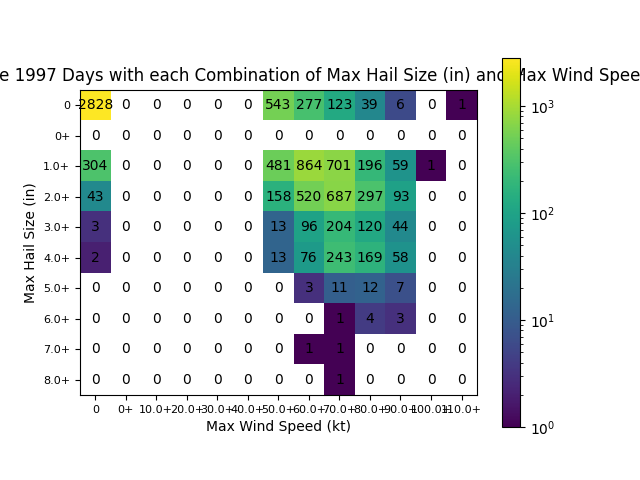 e 1997 Days with each Combination of Max Hail Size (in) and Max Wind Spee
0 2828 0 0 0 0 0 543 277 123 39 6 0 1
0+ 0 0 0 0 0 0 0 0 0 0 0 0 0
1.0+ 304 0 0 0 0 0 481 864 701 196 59 1 0
2.0+ 43 0 0 0 0 0 158 520 687 297 93 0 0
3.0+ 3 0 0 0 0 0 13 96 204 120 44 0 0
4.0+ 2 0 0 0 0 0 13 76 243 169 58 0 0
5.0+ 0 0 0 0 0 0 0 3 11 12 7 0 0
6.0+ 0 0 0 0 0 0 0 0 1 4 3 0 0
7.0+ 0 0 0 0 0 0 0 1 1 0 0 0 0
8.0+ 0 0 0 0 0 0 0 0 1 0 0 0 0
0 0+ 10.0+ 20.0+ 30.0+ 40.0+ 50.0+ 60.0+ 70.0+ 80.0+ 90.0+ 100.0+ 110.0+
Max Wind Speed (kt)
Max Hail Size (in)
10³
10²
10¹
10⁰